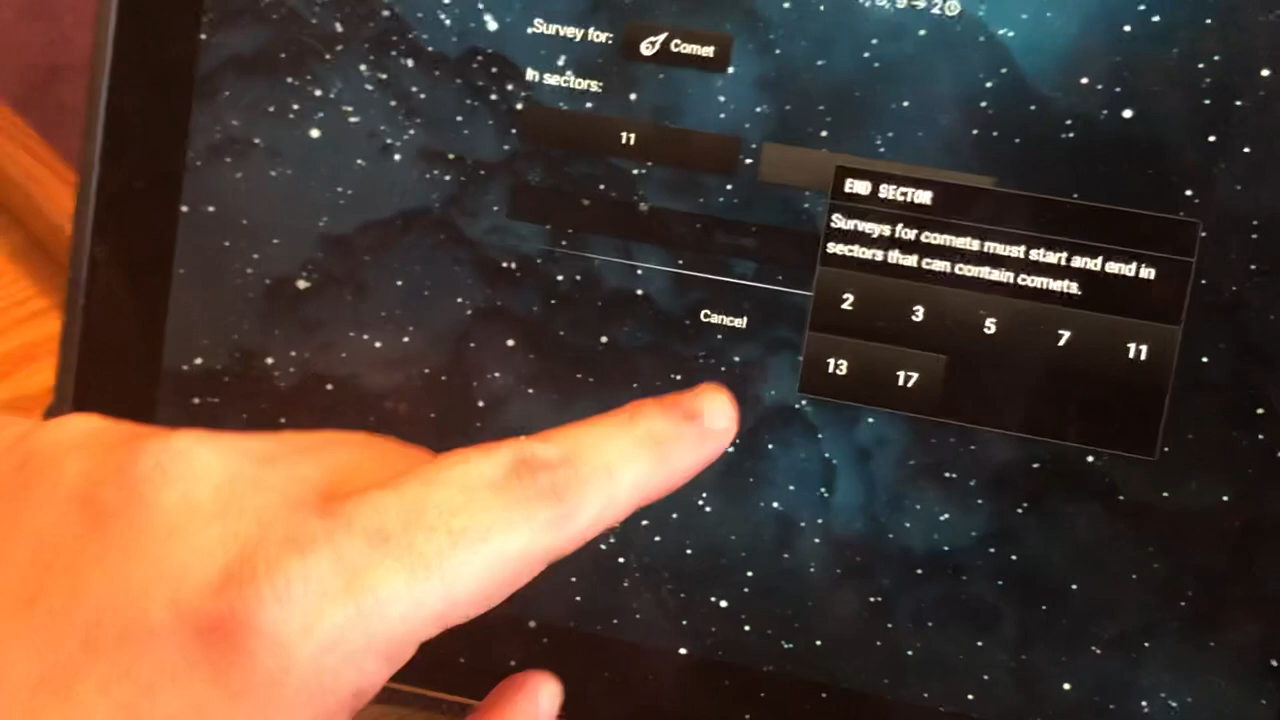 Survey for: Comet
In sectors:
11
END SECTOR
Surveys for comets must start and end in
sectors that can contain comets.
2 3 5 7 11
13 17
Cancel